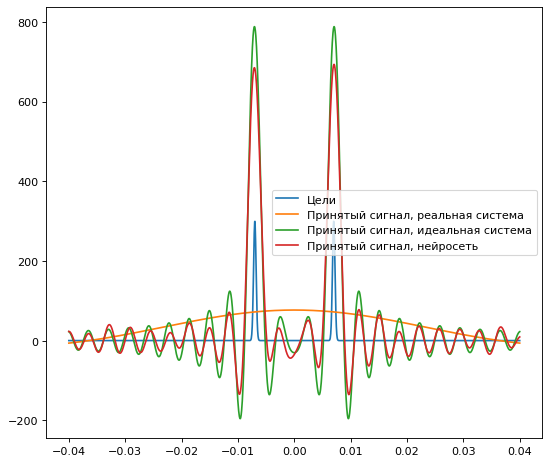 800
600
400
200
0
−200
Цели
Принятый сигнал, реальная система
Принятый сигнал, идеальная система
Принятый сигнал, нейросеть
−0.04 −0.03 −0.02 −0.01 0.00 0.01 0.02 0.03 0.04